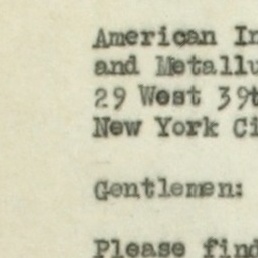 American In
and Metallu
29 West 39t
New York Ci
Gentlemen:
Please find